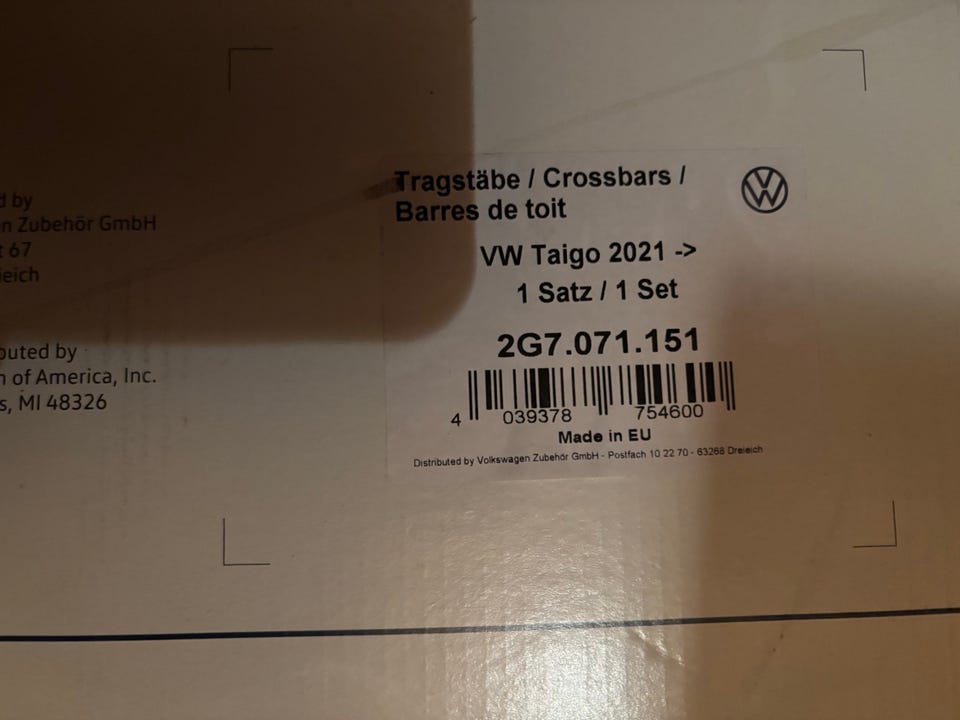 d by
n Zubehör GmbH
t 67
ieich
buted by
n of America, Inc.
s, MI 48326
Tragstäbe / Crossbars /
Barres de toit
VW Taigo 2021 ->
1 Satz / 1 Set
2G7.071.151
4 039378 754600
Made in EU
Distributed by Volkswagen Zubehör GmbH - Postfach 10 22 70 - 63268 Dreieich